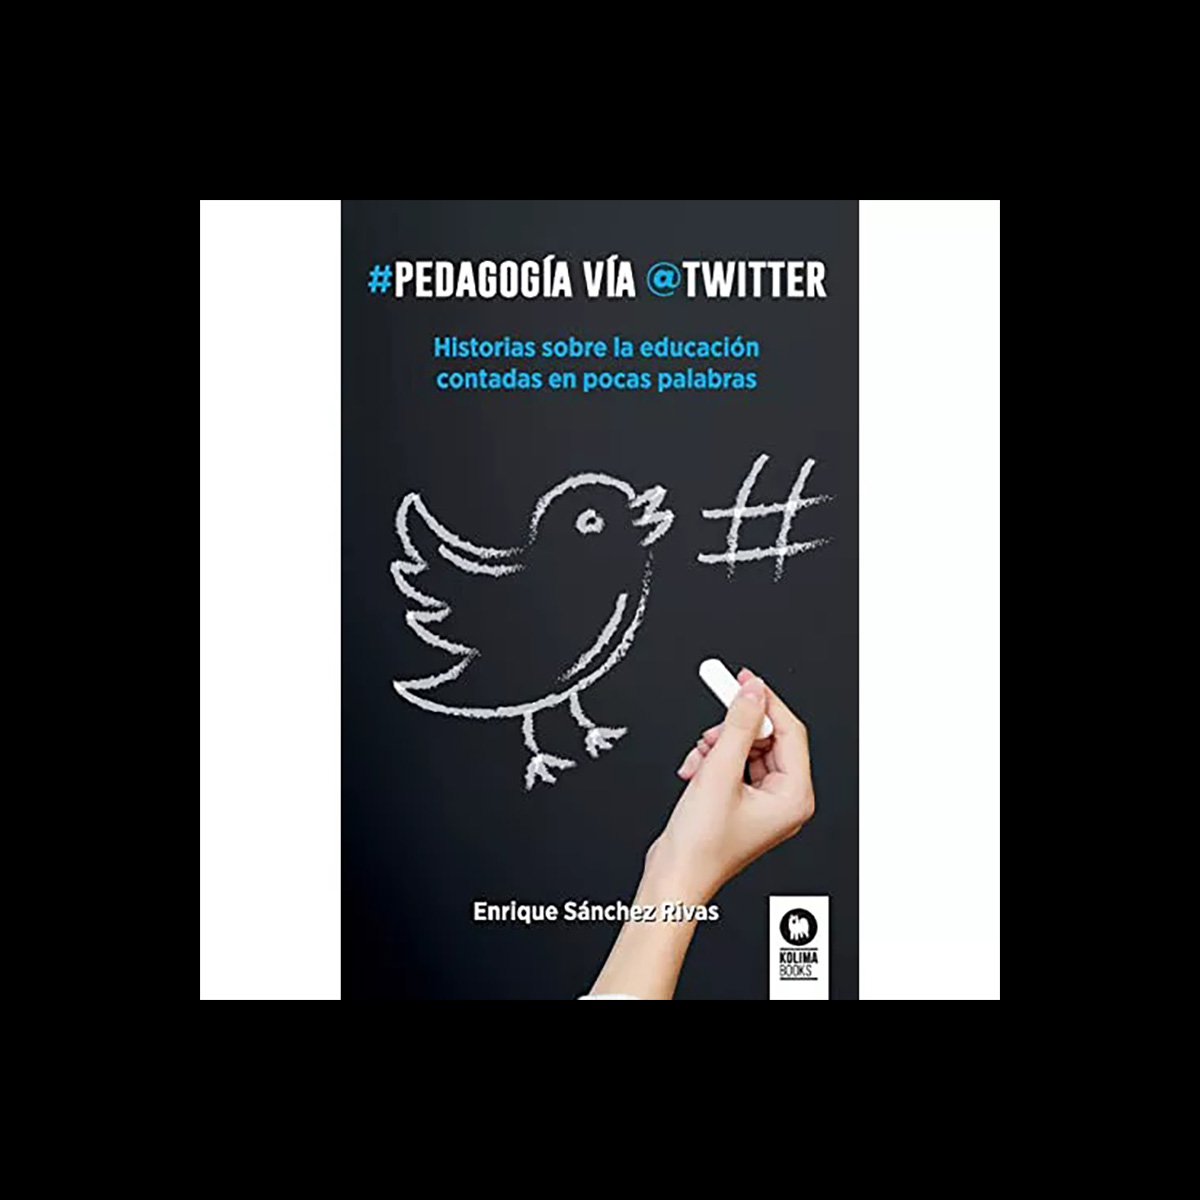 #PEDAGOGÍA VÍA @TWITTER
Historias sobre la educación
contadas en pocas palabras
#
Enrique Sánchez Rivas
KOLIMA
BOOKS